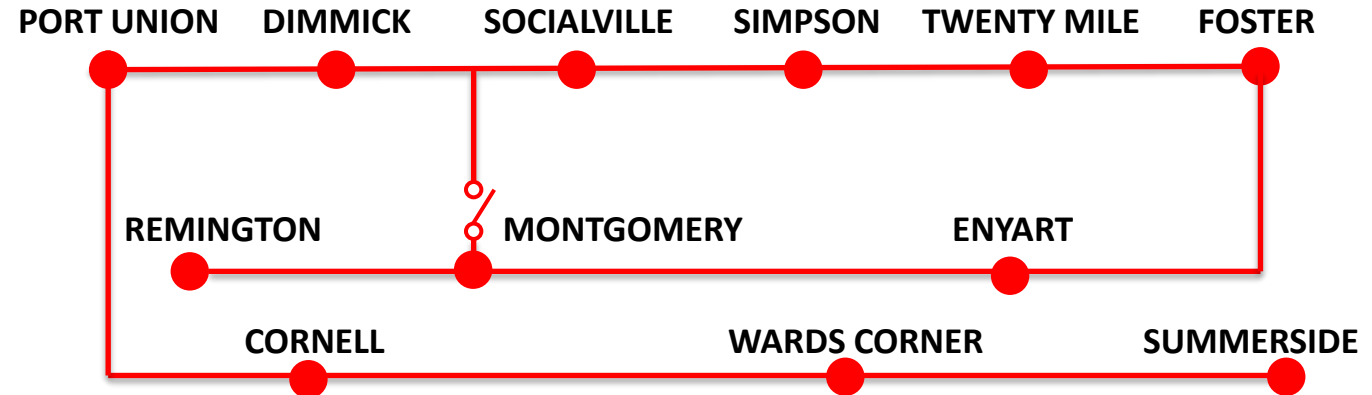 PORT UNION DIMMICK SOCIALVILLE SIMPSON TWENTY MILE FOSTER
REMINGTON MONTGOMERY ENYART
CORNELL WARDS CORNER SUMMERSIDE